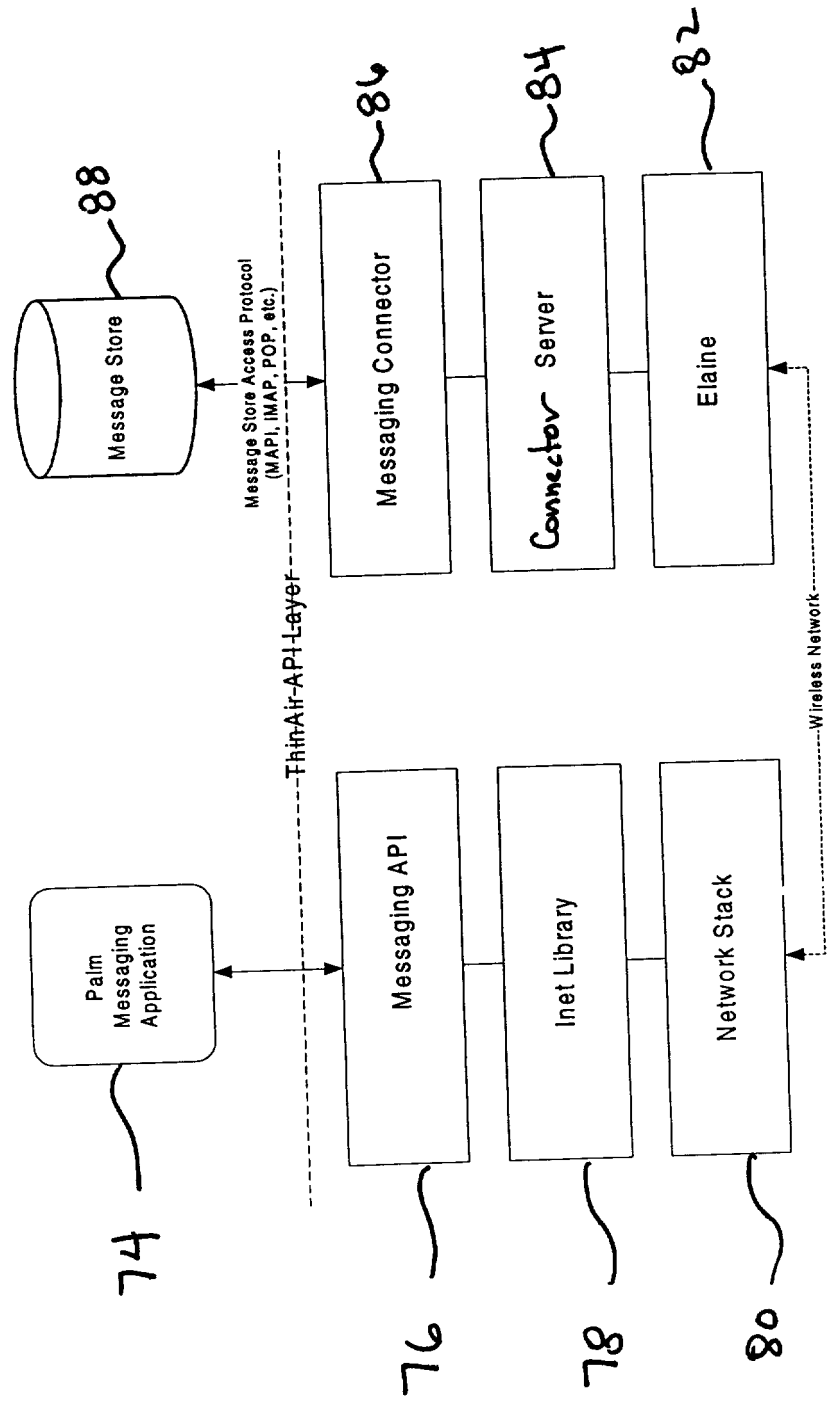 88
Message Store
Message Store Access Protocol
(MAPI, IMAP, POP, etc.)
86
Messaging Connector
84
Connector Server
82
Elaine
ThinAir API Layer
Wireless Network
74
Palm
Messaging
Application
76
Messaging API
78
Inet Library
80
Network Stack